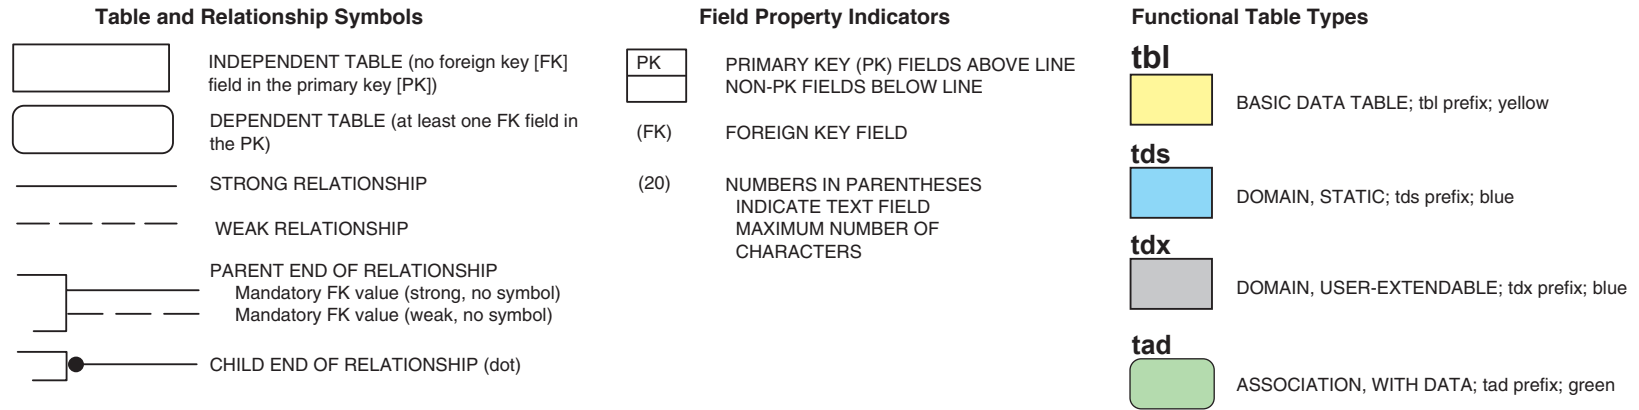 Table and Relationship Symbols
INDEPENDENT TABLE (no foreign key [FK]
field in the primary key [PK])
DEPENDENT TABLE (at least one FK field in
the PK)
STRONG RELATIONSHIP
WEAK RELATIONSHIP
PARENT END OF RELATIONSHIP
Mandatory FK value (strong, no symbol)
Mandatory FK value (weak, no symbol)
CHILD END OF RELATIONSHIP (dot)
Field Property Indicators
PK
PRIMARY KEY (PK) FIELDS ABOVE LINE
NON-PK FIELDS BELOW LINE
(FK)
FOREIGN KEY FIELD
(20)
NUMBERS IN PARENTHESES
INDICATE TEXT FIELD
MAXIMUM NUMBER OF
CHARACTERS
Functional Table Types
tbl
BASIC DATA TABLE; tbl prefix; yellow
tds
DOMAIN, STATIC; tds prefix; blue
tdx
DOMAIN, USER-EXTENDABLE; tdx prefix; blue
tad
ASSOCIATION, WITH DATA; tad prefix; green